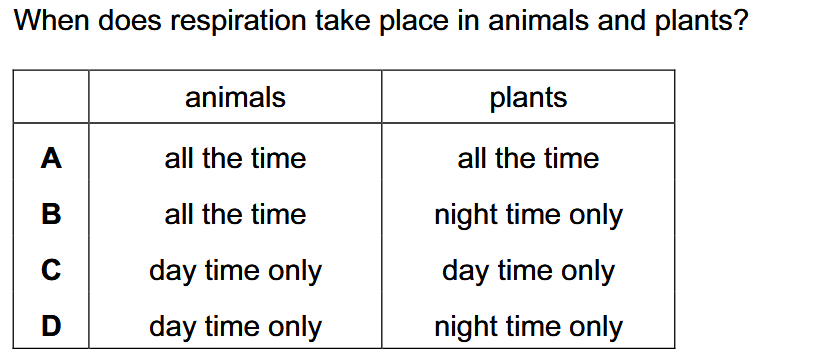 When does respiration take place in animals and plants?
animals plants
A all the time all the time
B all the time night time only
C day time only day time only
D day time only night time only